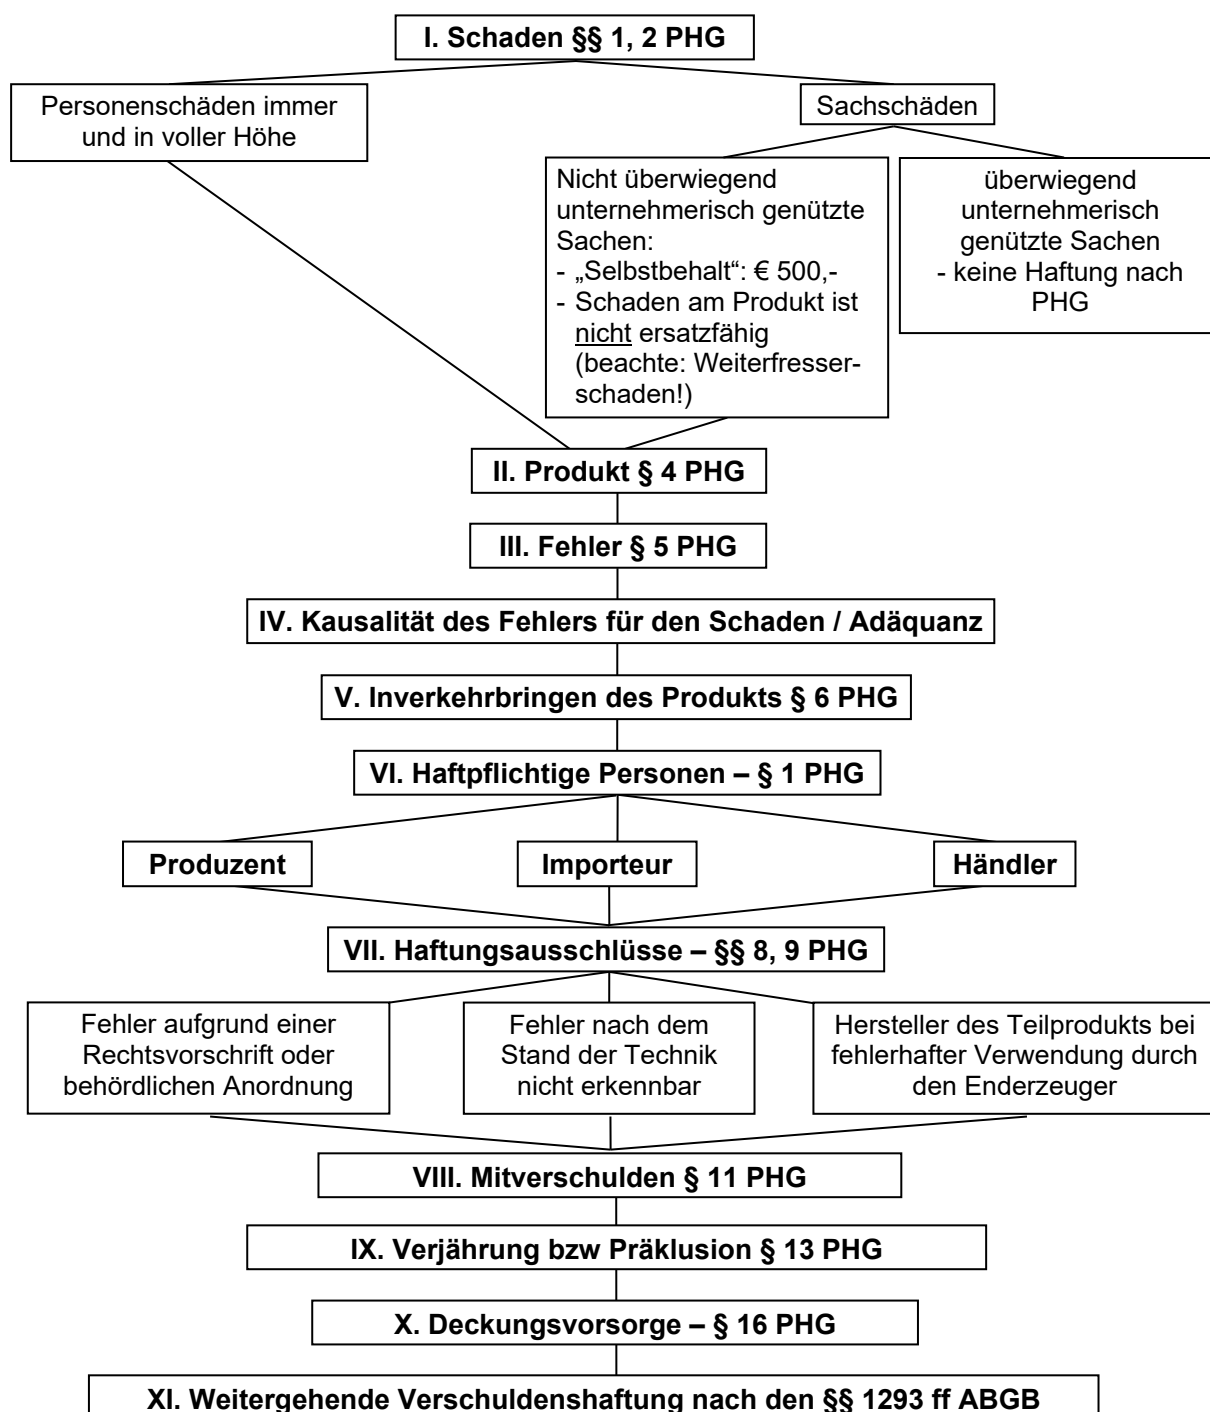 I. Schaden §§ 1, 2 PHG
Personenschäden immer
und in voller Höhe
Sachschäden
Nicht überwiegend
unternehmerisch genützte
Sachen:
- „Selbstbehalt“: € 500,-
- Schaden am Produkt ist
nicht ersatzfähig
(beachte: Weiterfresser-
schaden!)
überwiegend
unternehmerisch
genützte Sachen
- keine Haftung nach
PHG
II. Produkt § 4 PHG
III. Fehler § 5 PHG
IV. Kausalität des Fehlers für den Schaden / Adäquanz
V. Inverkehrbringen des Produkts § 6 PHG
VI. Haftpflichtige Personen – § 1 PHG
Produzent
Importeur
Händler
VII. Haftungsausschlüsse – §§ 8, 9 PHG
Fehler aufgrund einer
Rechtsvorschrift oder
behördlichen Anordnung
Fehler nach dem
Stand der Technik
nicht erkennbar
Hersteller des Teilprodukts bei
fehlerhafter Verwendung durch
den Enderzeuger
VIII. Mitverschulden § 11 PHG
IX. Verjährung bzw Präklusion § 13 PHG
X. Deckungsvorsorge – § 16 PHG
XI. Weitergehende Verschuldenshaftung nach den §§ 1293 ff ABGB